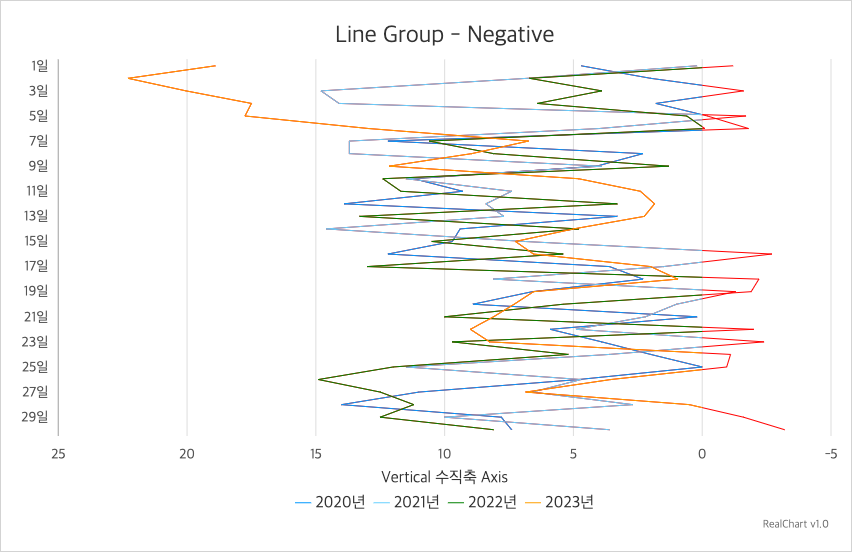 Line Group - Negative
1일
3일
5일
7일
9일
11일
13일
15일
17일
19일
21일
23일
25일
27일
29일
25 20 15 10 5 0 -5
Vertical 수직축 Axis
2020년 2021년 2022년 2023년
RealChart v1.0